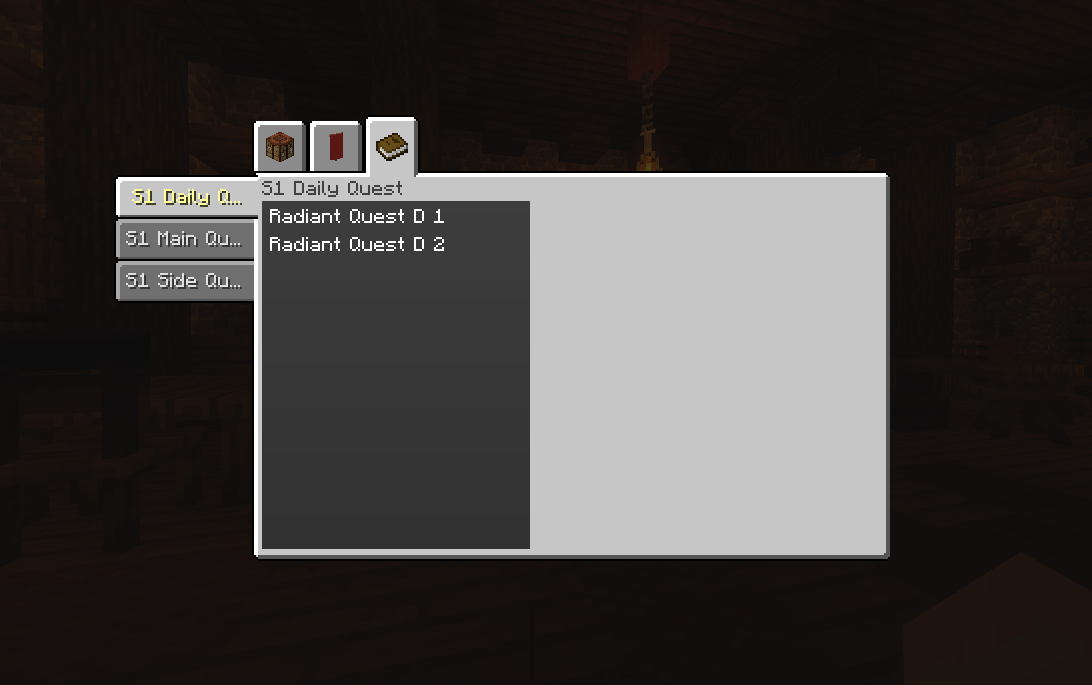 S1 Daily Q...
S1 Main Qu...
S1 Side Qu...
S1 Daily Quest
Radiant Quest D 1
Radiant Quest D 2